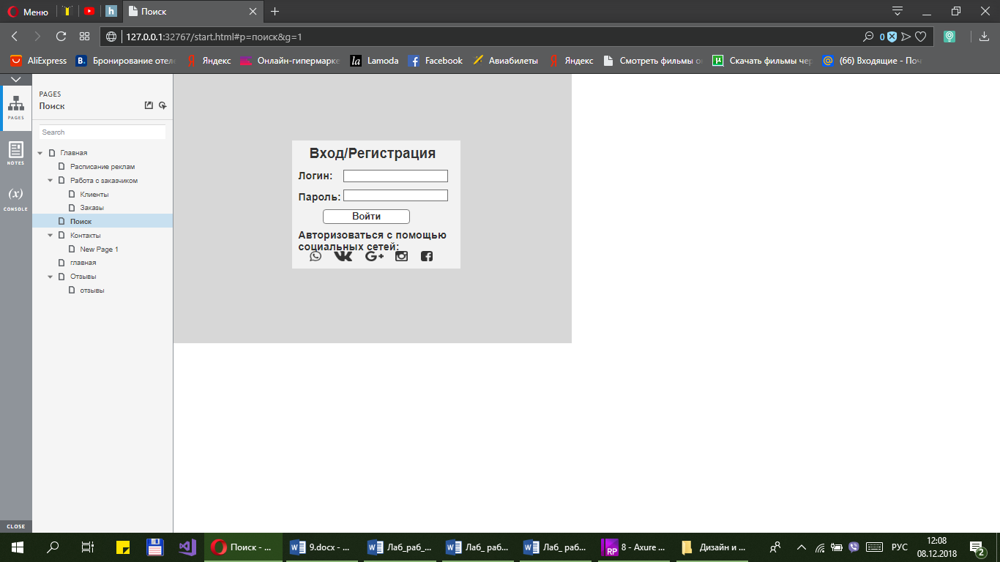 Меню
Поиск
127.0.0.1:32767/start.html#p=поиск&g=1
0
AliExpress
B.
Бронирование отеле
Я
Яндекс
Онлайн-гипермарке
la
Lamoda
Facebook
Авиабилеты
Я
Яндекс
Смотреть фильмы о
Скачать фильмы чер
(66) Входящие - Поч
PAGES
PAGES
Поиск
Search
NOTES
(x)
CONSOLE
Главная
Расписание реклам
Работа с заказчиком
Клиенты
Заказы
Поиск
Контакты
New Page 1
главная
Отзывы
отзывы
Вход/Регистрация
Логин:
Пароль:
Войти
Авторизоваться с помощью
социальных сетей:
CLOSE
Поиск - ...
9.docx - ...
Лаб_раб_...
Лаб_ раб...
Лаб_ раб...
RP
8 - Axure ...
Дизайн и ...
РУС
12:08
08.12.2018
2